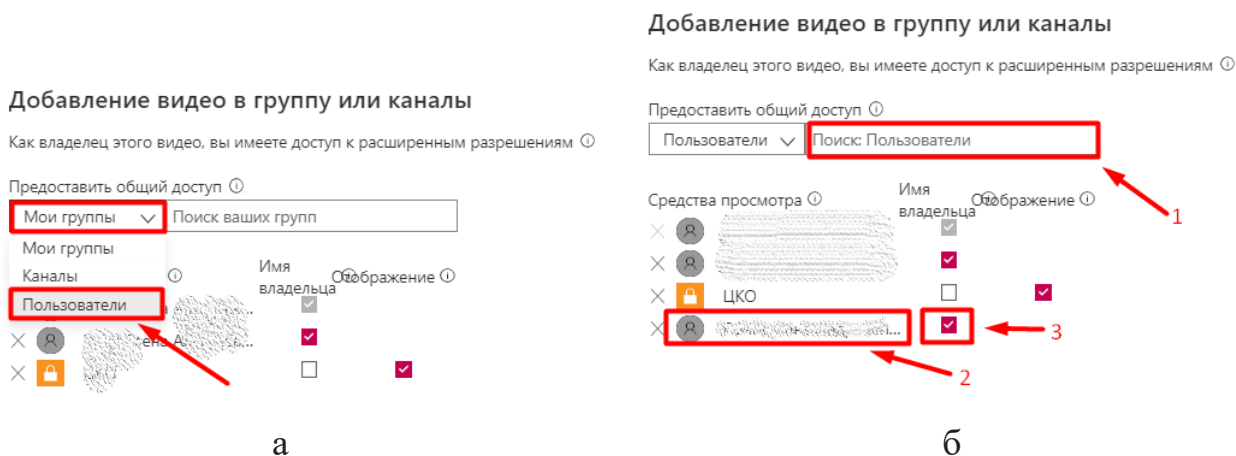 Добавление видео в группу или каналы
Как владелец этого видео, вы имеете доступ к расширенным разрешениям
Предоставить общий доступ
Мои группы
Поиск ваших групп
Мои группы
Каналы
Пользователи
Имя владельца
Отображение
а
Добавление видео в группу или каналы
Как владелец этого видео, вы имеете доступ к расширенным разрешениям
Предоставить общий доступ
Пользователи
Поиск: Пользователи
1
Средства просмотра
Имя владельца
Отображение
ЦКО
2
3
б